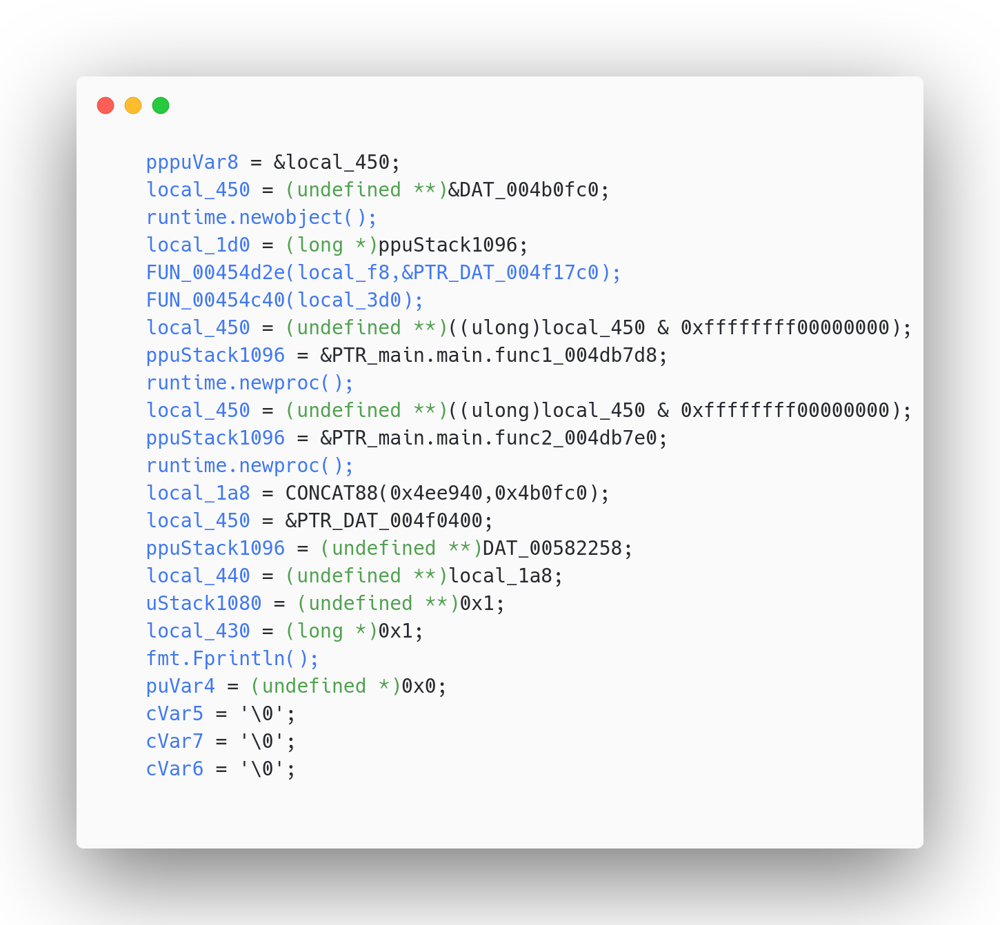 pppuVar8 = &local_450;
local_450 = (undefined **)&DAT_004b0fc0;
runtime.newobject();
local_1d0 = (long *)ppuStack1096;
FUN_00454d2e(local_f8,&PTR_DAT_004f17c0);
FUN_00454c40(local_3d0);
local_450 = (undefined **)((ulong)local_450 & 0xffffffff00000000);
ppuStack1096 = &PTR_main.main.func1_004db7d8;
runtime.newproc();
local_450 = (undefined **)((ulong)local_450 & 0xffffffff00000000);
ppuStack1096 = &PTR_main.main.func2_004db7e0;
runtime.newproc();
local_1a8 = CONCAT88(0x4ee940,0x4b0fc0);
local_450 = &PTR_DAT_004f0400;
ppuStack1096 = (undefined **)DAT_00582258;
local_440 = (undefined **)local_1a8;
uStack1080 = (undefined **)0x1;
local_430 = (long *)0x1;
fmt.Fprintln();
puVar4 = (undefined *)0x0;
cVar5 = '\0';
cVar7 = '\0';
cVar6 = '\0';